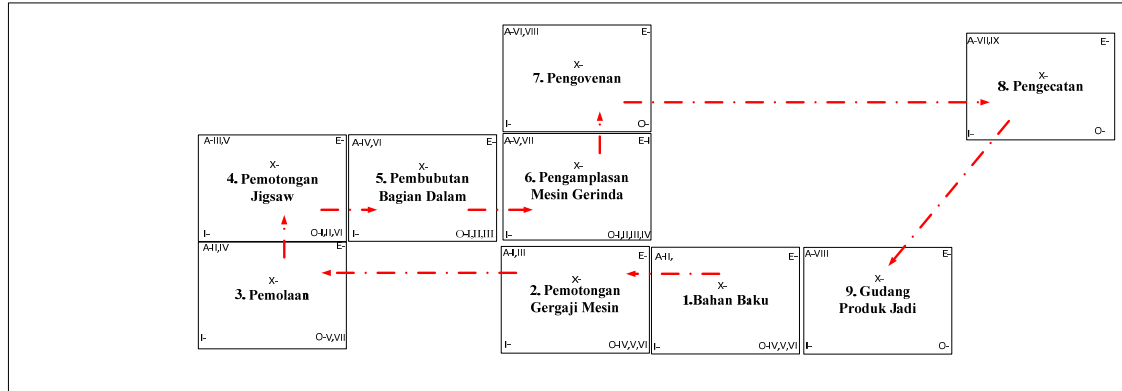 A-VI,VIII E-
X-
7. Pengovenan
I- O-
A-VII,IX E-
X-
8. Pengecatan
I- O-
A-III,V E-
X-
4. Pemotongan
Jigsaw
I- O-I,II,VI
A-IV,VI E-
X-
5. Pembubutan
Bagian Dalam
I- O-I,II,III
A-V,VII E-I
X-
6. Pengamplasan
Mesin Gerinda
I- O-I,II,III,IV
A-II,IV E-
X-
3. Pemolaan
I- O-V,VII
A-I,III E-
X-
2. Pemotongan
Gergaji Mesin
I- O-IV,V,VI
A-II, E-
X-
1.Bahan Baku
I- O-IV,V,VI
A-VIII E-
X-
9. Gudang
Produk Jadi
I- O-